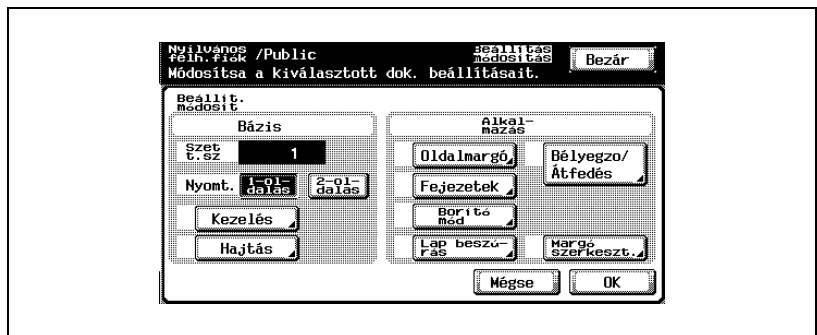 Nyilvános
félh.fiók /Public
Beállítás
módosítás
Bezár
Módosítsa a kiválasztott dok. beállításait.
Beállít.
módosít
Bázis
Alkal-
mazás
Szet
t.sz
1
Oldalmargó
Bélyegzo/
Átfedés
Nyomt.
1-ol-
dalas
2-ol-
dalas
Fejezetek
Kezelés
Borító
mód
Hajtás
Lap beszú-
rás
Margó
szerkeszt.
Mégse
OK